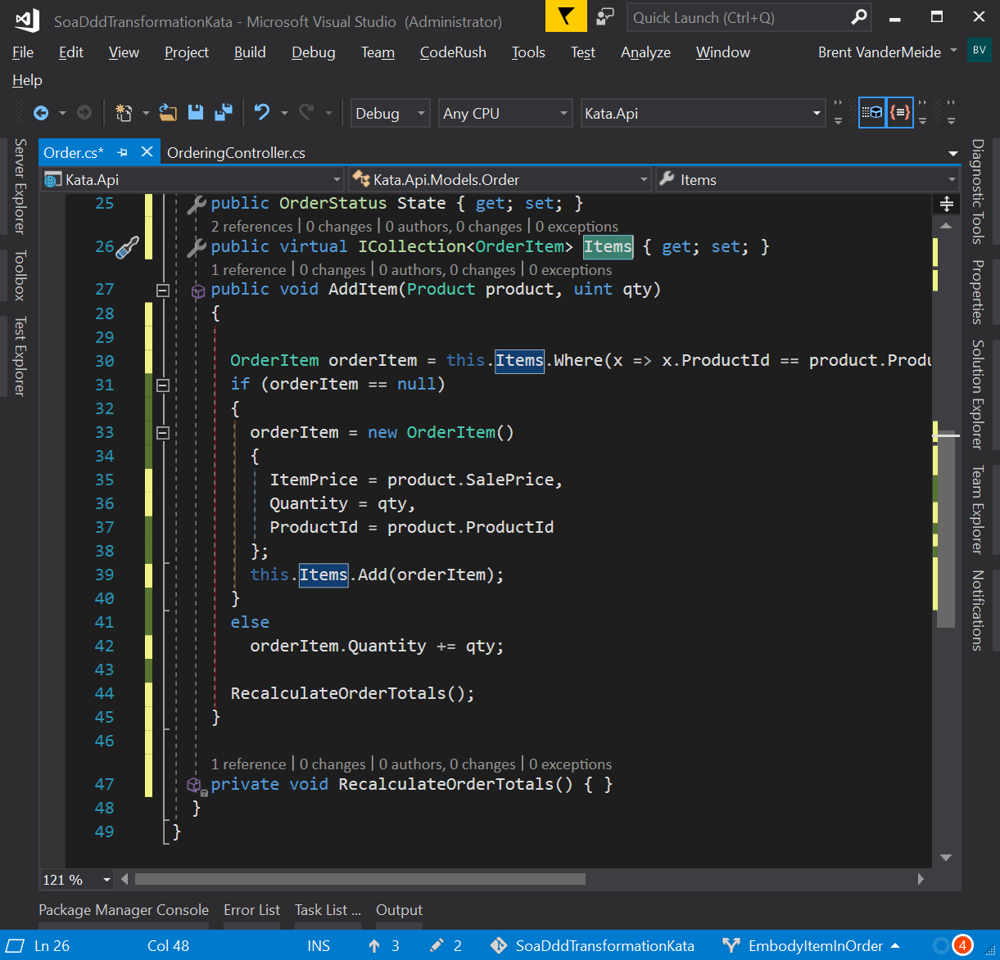 SoaDddTransformationKata - Microsoft Visual Studio (Administrator)
Quick Launch (Ctrl+Q)
File Edit View Project Build Debug Team CodeRush Tools Test Analyze Window Brent VanderMeide BV
Help
Debug Any CPU Kata.Api
Order.cs* OrderingController.cs
Kata.Api Kata.Api.Models.Order Items
Server Explorer
Toolbox
Test Explorer
25 public OrderStatus State { get; set; }
2 references | 0 changes | 0 authors, 0 changes | 0 exceptions
26 public virtual ICollection<OrderItem> Items { get; set; }
1 reference | 0 changes | 0 authors, 0 changes | 0 exceptions
27 public void AddItem(Product product, uint qty)
28 {
29
30 OrderItem orderItem = this.Items.Where(x => x.ProductId == product.Produ
31 if (orderItem == null)
32 {
33 orderItem = new OrderItem()
34 {
35 ItemPrice = product.SalePrice,
36 Quantity = qty,
37 ProductId = product.ProductId
38 };
39 this.Items.Add(orderItem);
40 }
41 else
42 orderItem.Quantity += qty;
43
44 RecalculateOrderTotals();
45 }
46
1 reference | 0 changes | 0 authors, 0 changes | 0 exceptions
47 private void RecalculateOrderTotals() { }
48 }
49 }
Diagnostic Tools
Properties
Solution Explorer
Team Explorer
Notifications
121 %
Package Manager Console Error List Task List ... Output
Ln 26 Col 48 INS 3 2 SoaDddTransformationKata EmbodyItemInOrder 4